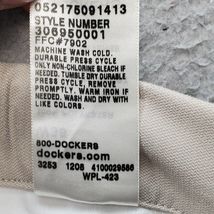 052175091413
STYLE NUMBER
306950001
FFC#7902
MACHINE WASH COLD.
DURABLE PRESS CYCLE
ONLY NON-CHLORINE BLEACH IF
NEEDED. TUMBLE DRY
DURABLE PRESS CYCLE.
PROMPTLY REMOVE. WARM IRON IF
NEEDED. WASH AND DRY WITH
LIKE COLORS.
800-DOCKERS
dockers.com
3253 1206 4100029586
WPL-423